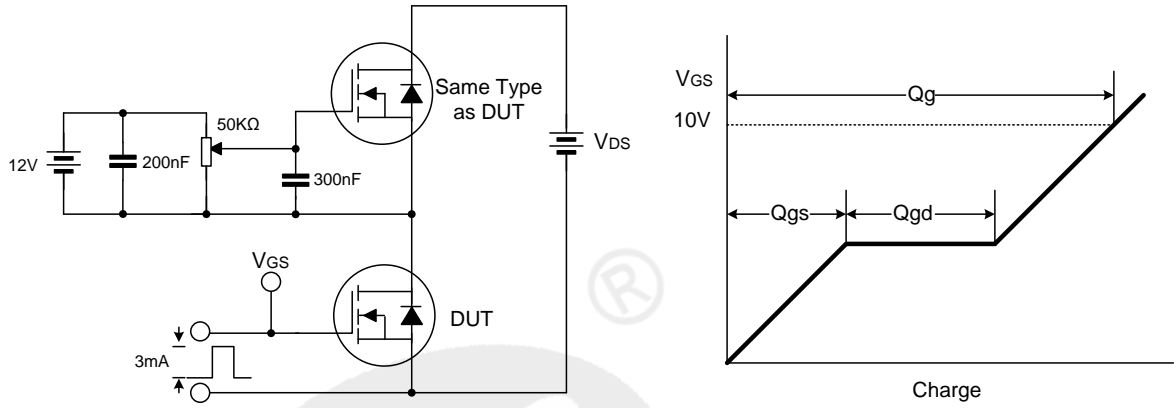 Same Type
as DUT
50KΩ
12V
200nF
300nF
VDS
VGS
DUT
3mA
VGS
10V
Qg
Qgs
Qgd
Charge
®